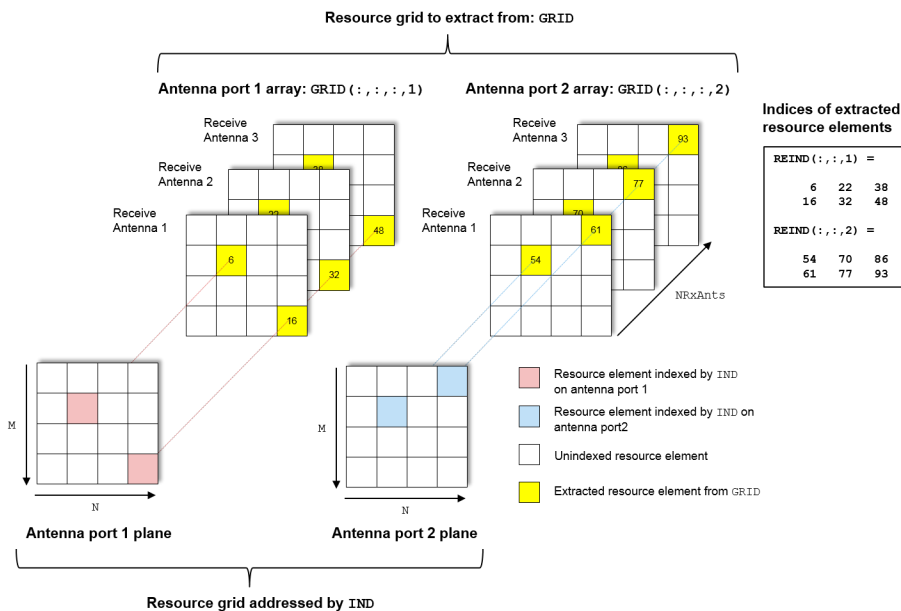 Resource grid to extract from: GRID
Antenna port 1 array: GRID(:,:,:,1)
Antenna port 2 array: GRID(:,:,:,2)
Receive
Antenna 3
Receive
Antenna 2
Receive
Antenna 1
48
32
6
16
Receive
Antenna 3
Receive
Antenna 2
Receive
Antenna 1
93
77
70
61
54
NRxAnts
Indices of extracted
resource elements
REIND(:,:,1) =
6 22 38
16 32 48
REIND(:,:,2) =
54 70 86
61 77 93
M
N
Antenna port 1 plane
M
N
Antenna port 2 plane
Resource element indexed by IND
on antenna port 1
Resource element indexed by IND on
antenna port2
Unindexed resource element
Extracted resource element from GRID
Resource grid addressed by IND